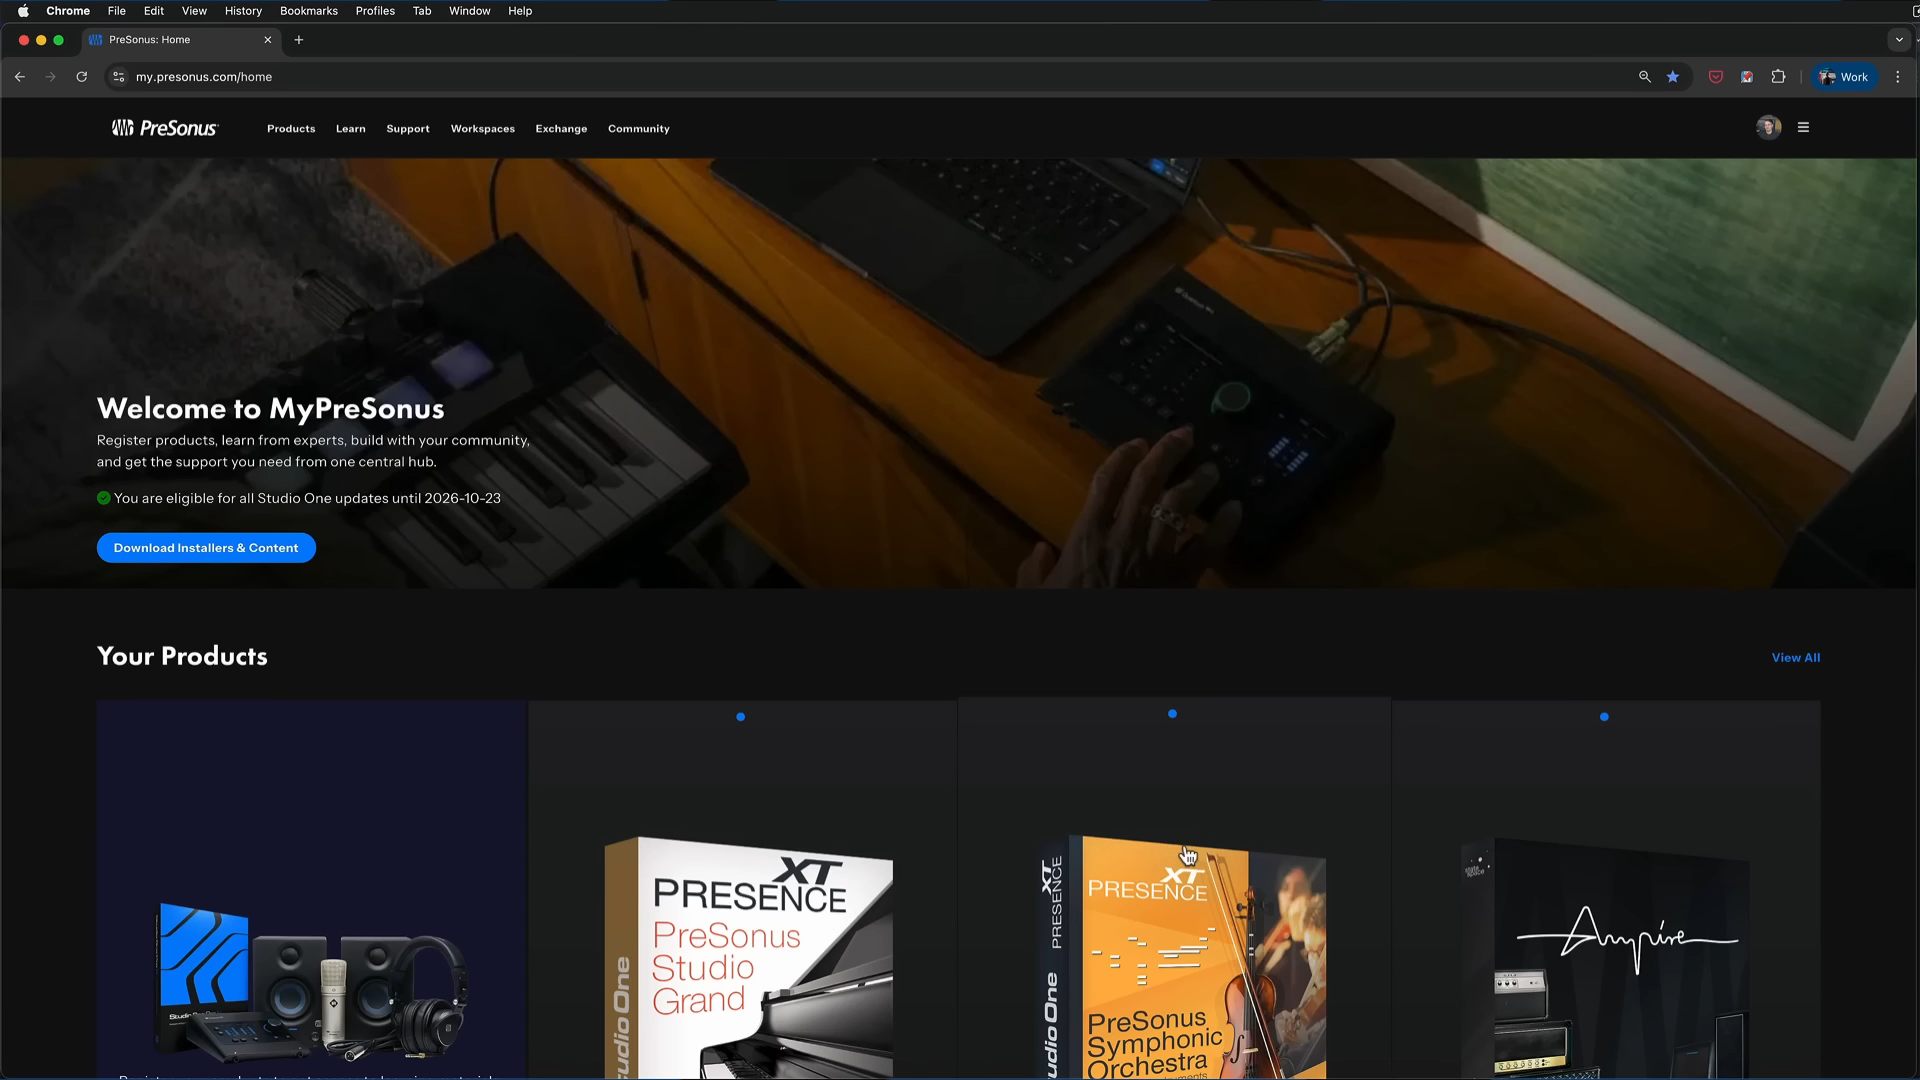 Chrome File Edit View History Bookmarks Profiles Tab Window Help
PreSonus: Home
my.presonus.com/home
Work
PreSonus Products Learn Support Workspaces Exchange Community
Welcome to MyPreSonus
Register products, learn from experts, build with your community,
and get the support you need from one central hub.
You are eligible for all Studio One updates until 2026-10-23
Download Installers & Content
Your Products
View All
XT
PRESENCE
PreSonus
Studio
Grand
udio One
XT
PRESENCE
XT
PRESENCE
PreSonus
Symphonic
Orchestra
udio One
Ampire